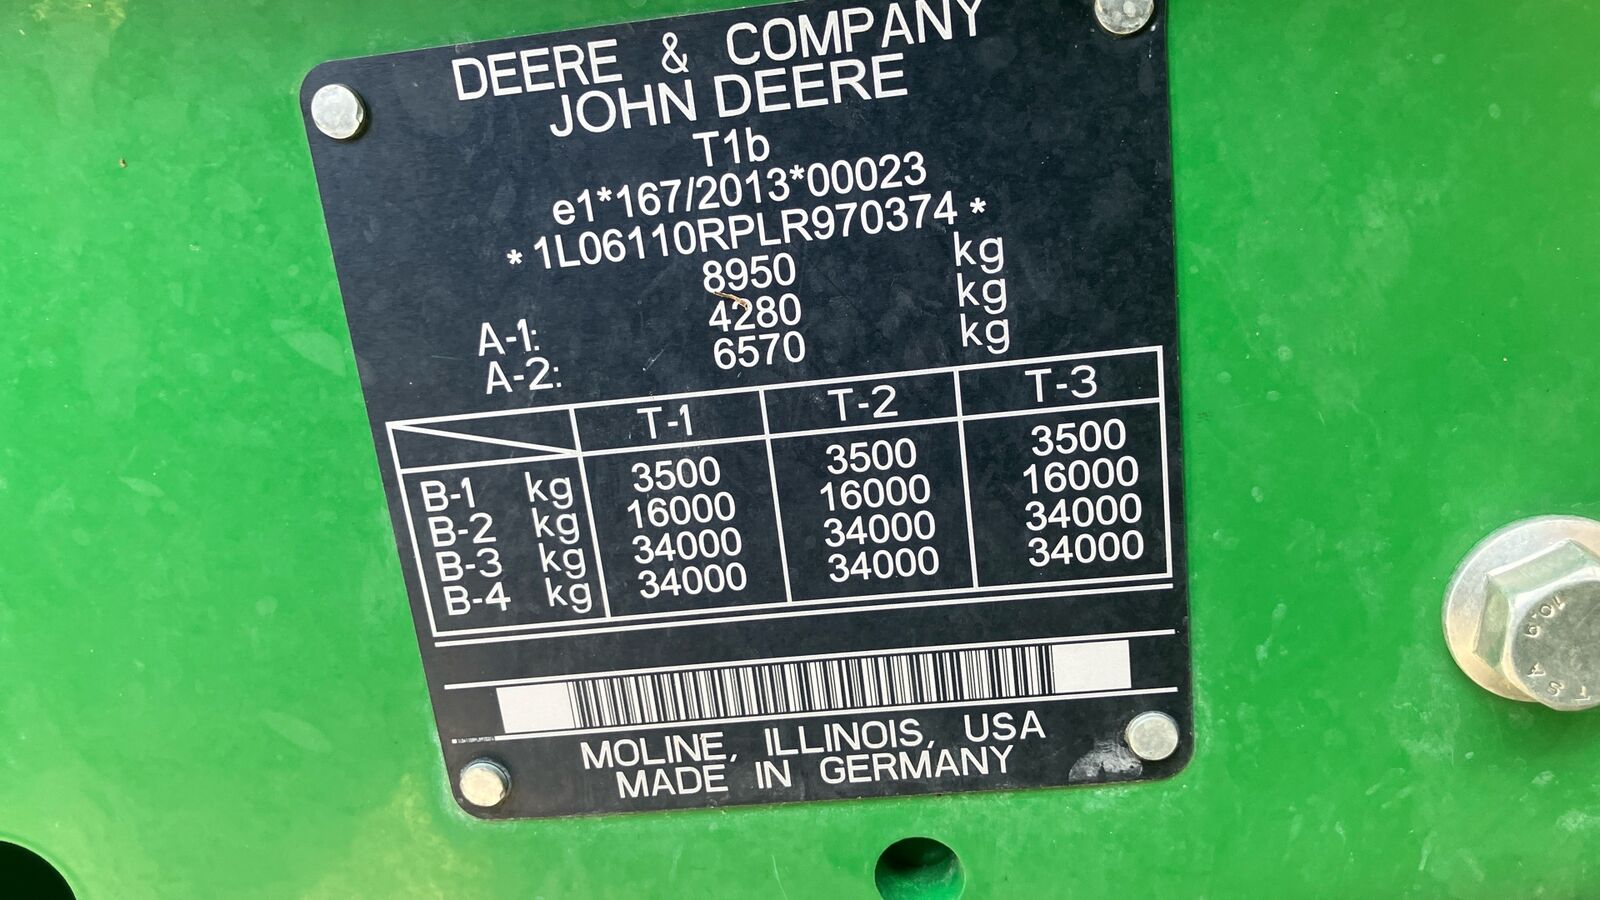 DEERE & COMPANY
JOHN DEERE
T1b
e1*167/2013*00023
*1L06110RPLR970374*
8950 kg
A-1: 4280 kg
A-2: 6570 kg
T-1 T-2 T-3
B-1 kg 3500 3500 3500
B-2 kg 16000 16000 16000
B-3 kg 34000 34000 34000
B-4 kg 34000 34000 34000
MOLINE, ILLINOIS, USA
MADE IN GERMANY
10.9